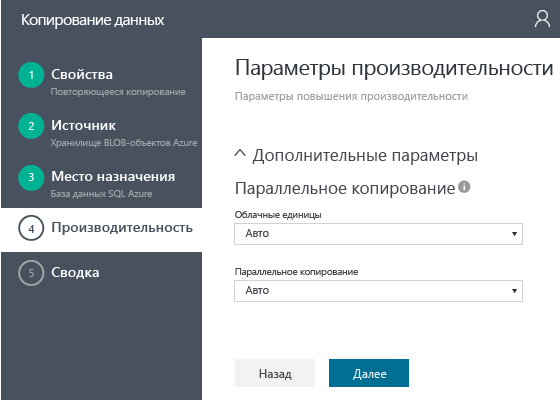 Копирование данных
1 Свойства
Повторяющееся копирование
2 Источник
Хранилище BLOB-объектов Azure
3 Место назначения
База данных SQL Azure
4 Производительность
5 Сводка
Параметры производительности
Параметры повышения производительности
Дополнительные параметры
Параллельное копирование
Облачные единицы
Авто
Параллельное копирование
Авто
Назад
Далее